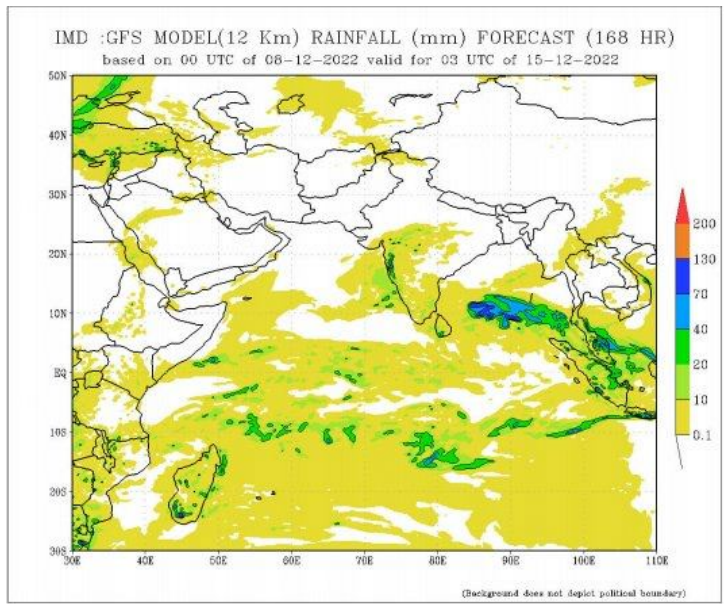 IMD :GFS MODEL(12 Km) RAINFALL (mm) FORECAST (168 HR)
based on 00 UTC of 08-12-2022 valid for 03 UTC of 15-12-2022
50N
40N
30N
20N
10N
EQ
10S
20S
30S
30E 40E 50E 60E 70E 80E 90E 100E 110E
200
130
70
40
20
10
0.1
(Background does not depict political boundary)